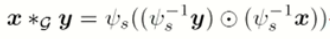 x *_𝒢 y = ψ_s((ψ_s^{-1}y) ⊙ (ψ_s^{-1}x))